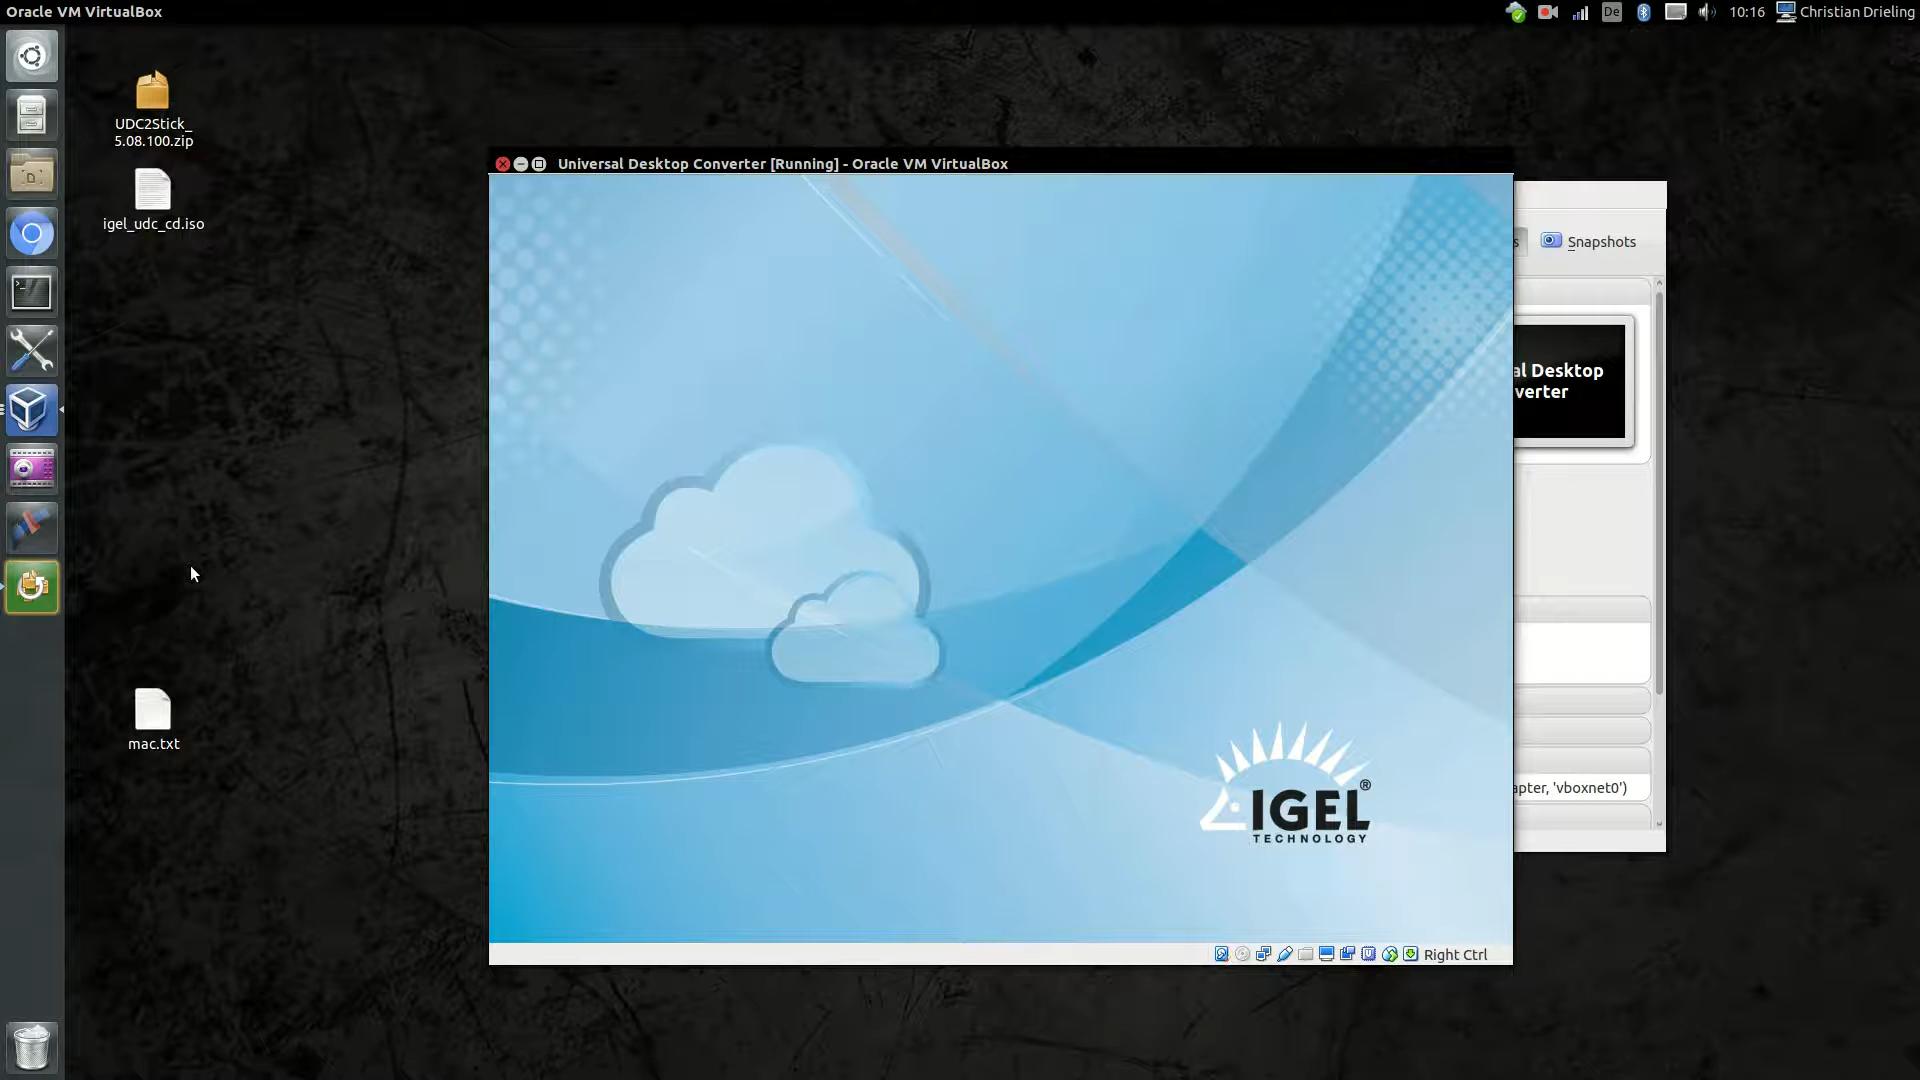 Oracle VM VirtualBox
De
10:16
Christian Drieling
UDC2Stick_
5.08.100.zip
igel_udc_cd.iso
mac.txt
Universal Desktop Converter [Running] - Oracle VM VirtualBox
IGEL®
TECHNOLOGY
Right Ctrl
s
Snapshots
al Desktop
verter
apter, 'vboxnet0')